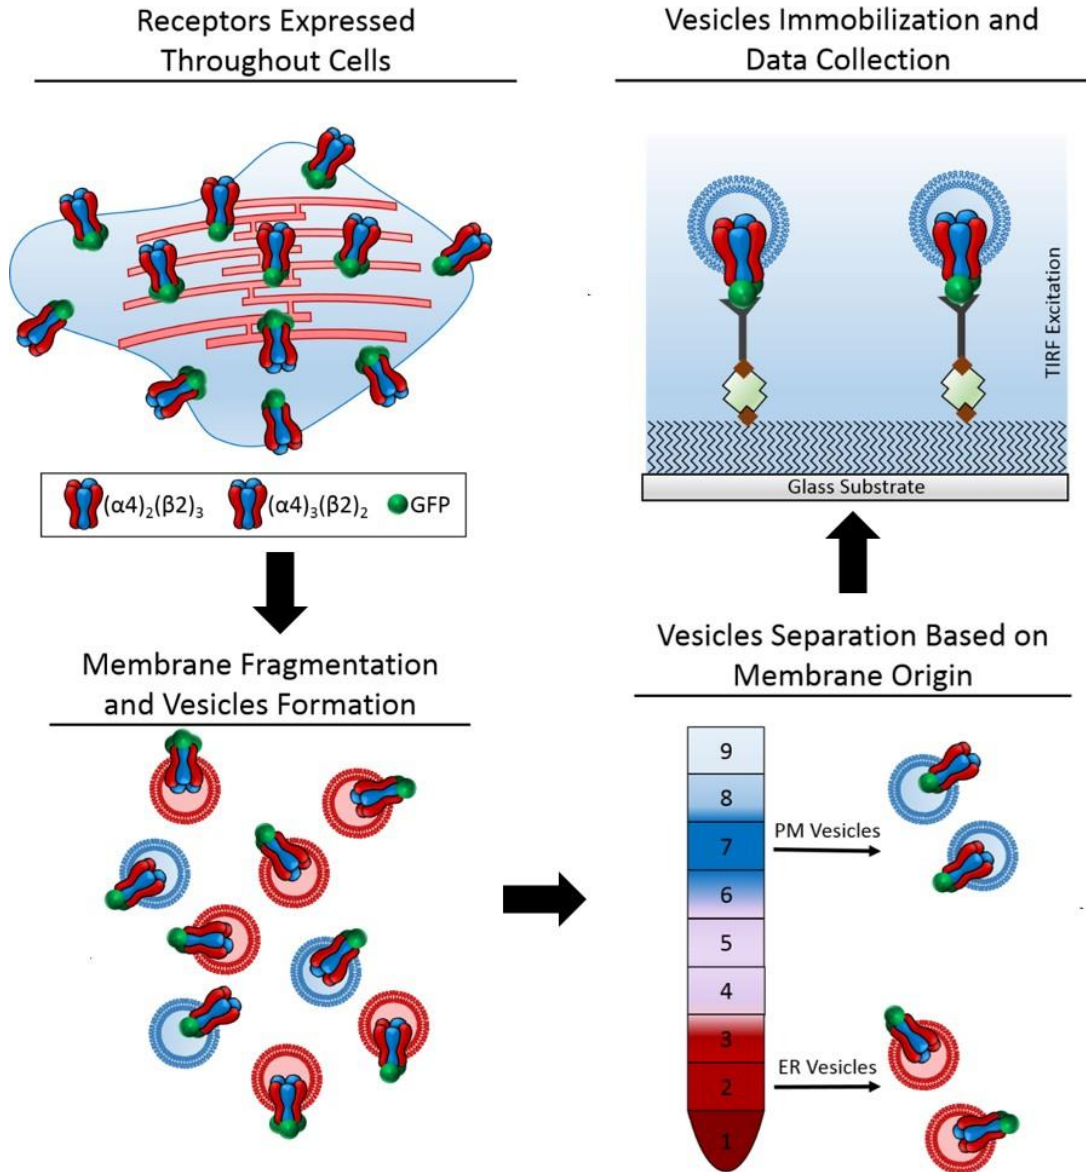 Receptors Expressed
Throughout Cells
(α4)₂(β2)₃
(α4)₃(β2)₂
GFP
Membrane Fragmentation
and Vesicles Formation
Vesicles Separation Based on
Membrane Origin
9
8
7
PM Vesicles
6
5
4
3
2
ER Vesicles
1
Vesicles Immobilization and
Data Collection
TIRF Excitation
Glass Substrate